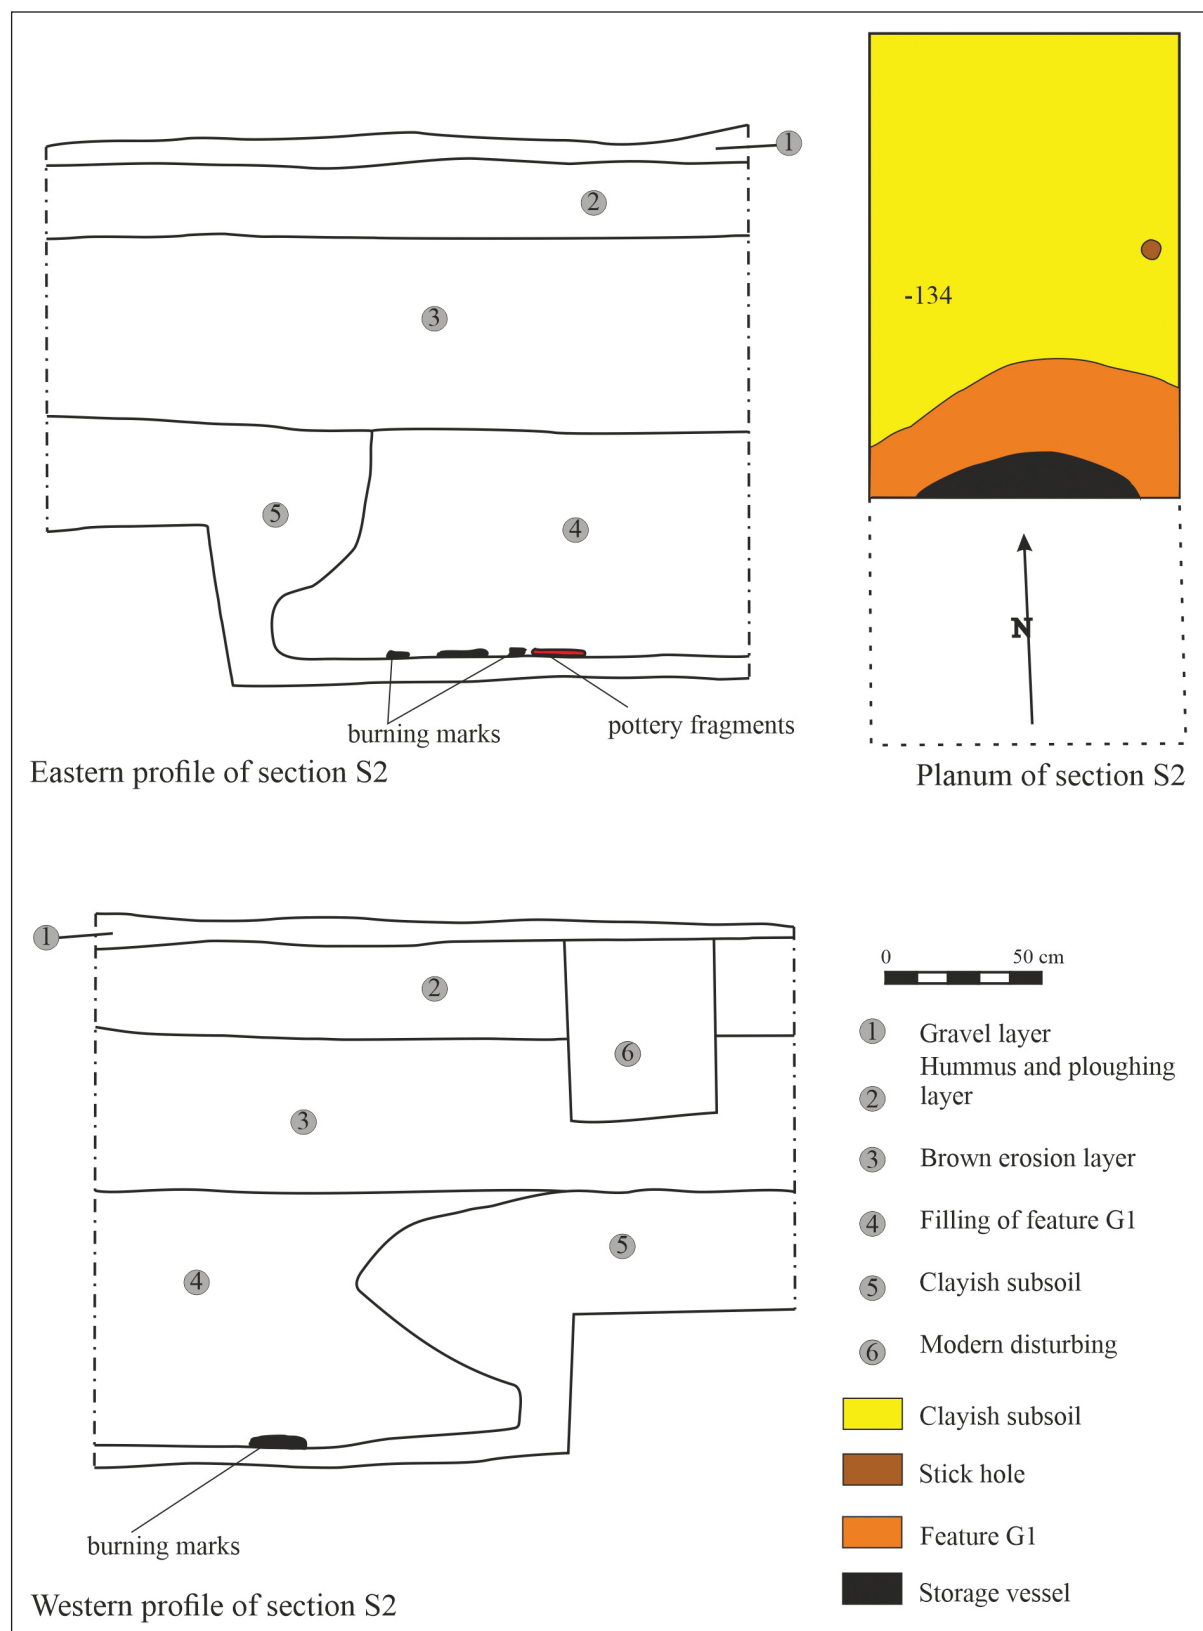 1
2
3
5
4
burning marks
pottery fragments
Eastern profile of section S2
-134
N
Planum of section S2
1
2
6
3
5
4
burning marks
Western profile of section S2
0 50 cm
1 Gravel layer
Hummus and ploughing
2 layer
3 Brown erosion layer
4 Filling of feature G1
5 Clayish subsoil
6 Modern disturbing
Clayish subsoil
Stick hole
Feature G1
Storage vessel